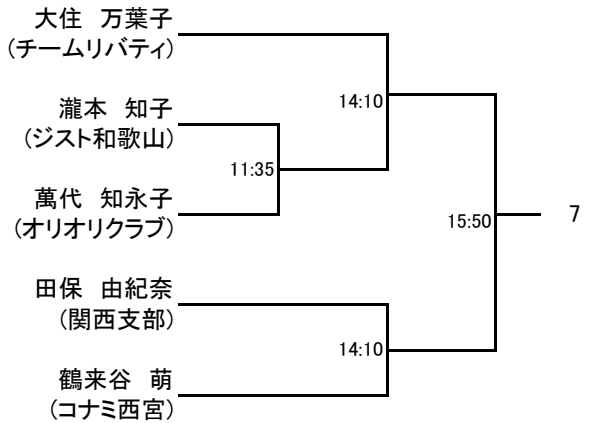 大住　万葉子
(チームリバティ)
14:10
瀧本　知子
(ジスト和歌山)
11:35
萬代　知永子
(オリオリクラブ)
15:50
7
田保　由紀奈
(関西支部)
14:10
鶴来谷　萌
(コナミ西宮)